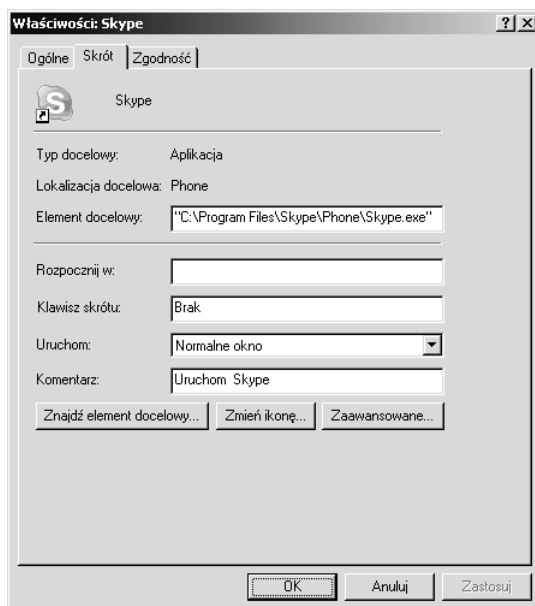 Właściwości: Skype
Ogólne Skrót Zgodność
Skype
Typ docelowy: Aplikacja
Lokalizacja docelowa: Phone
Element docelowy: "C:\Program Files\Skype\Phone\Skype.exe"
Rozpocznij w:
Klawisz skrótu: Brak
Uruchom: Normalne okno
Komentarz: Uruchom Skype
Znajdź element docelowy... Zmień ikonę... Zaawansowane...
OK Anuluj Zastosuj